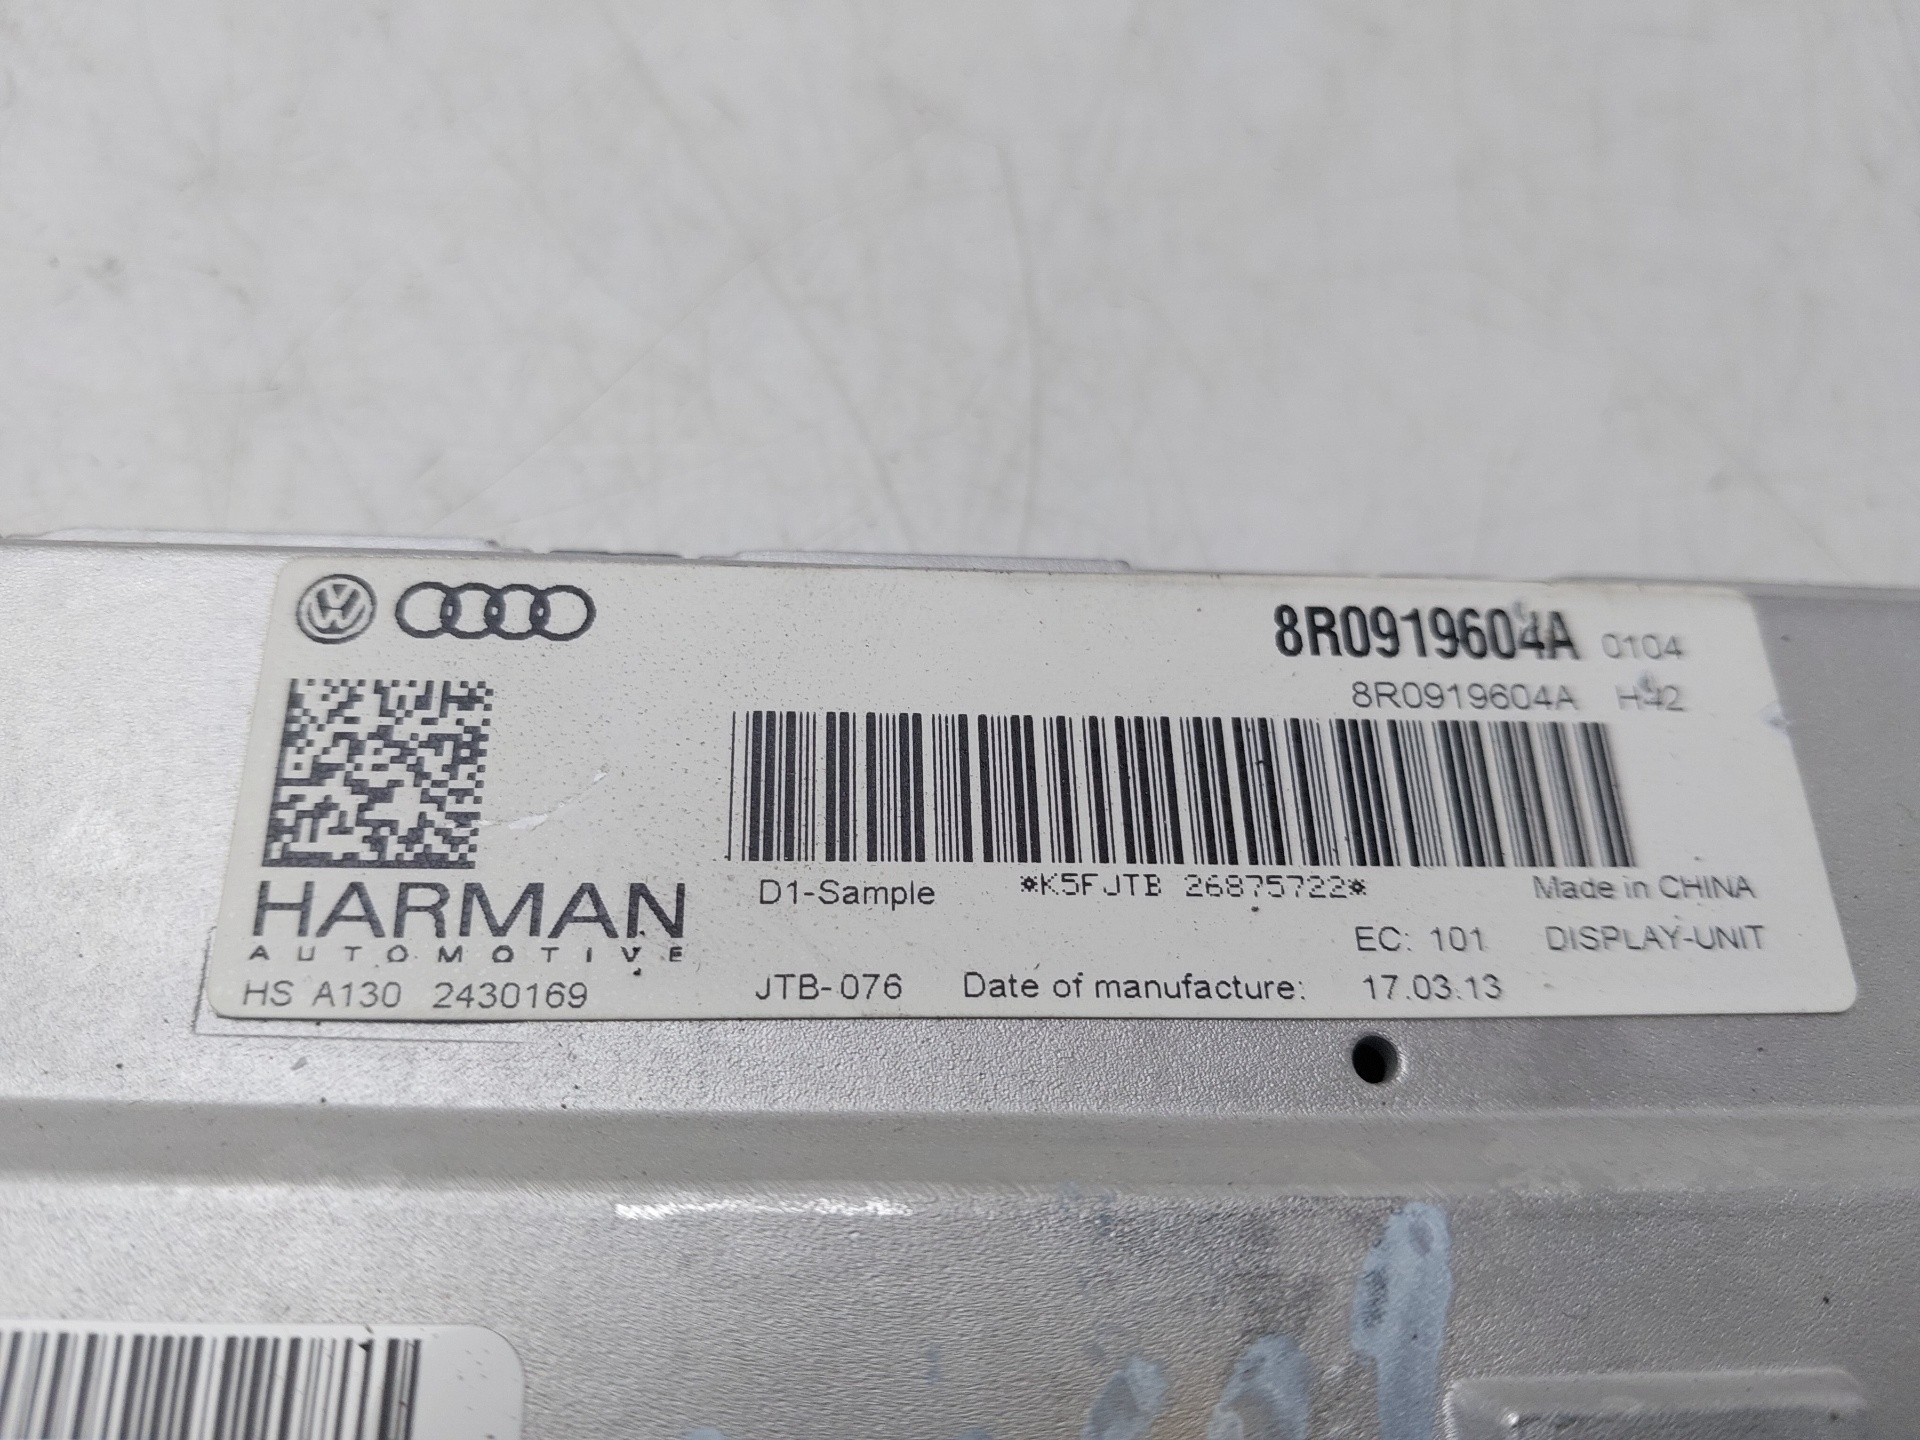 8R0919604A 0104
8R0919604A H42
HARMAN
AUTOMOTIVE
D1-Sample *K5FJTB 26875722* Made in CHINA
EC: 101 DISPLAY-UNIT
HS A130 2430169 JTB-076 Date of manufacture: 17.03.13